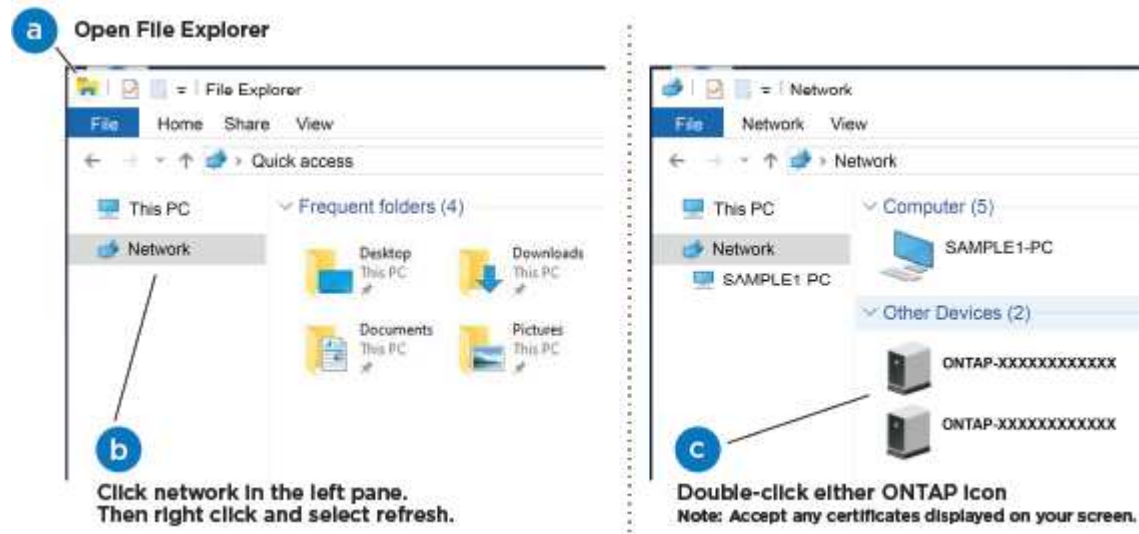 a
Open File Explorer
File Explorer
File Home Share View
Quick access
This PC
Network
Frequent folders (4)
Desktop
This PC
Downloads
This PC
Documents
This PC
Pictures
This PC
b
Click network in the left pane.
Then right click and select refresh.
Network
File Network View
Network
This PC
Network
SAMPLE1 PC
Computer (5)
SAMPLE1-PC
Other Devices (2)
ONTAP-XXXXXXXXXXXX
ONTAP-XXXXXXXXXXXX
c
Double-click either ONTAP icon
Note: Accept any certificates displayed on your screen.